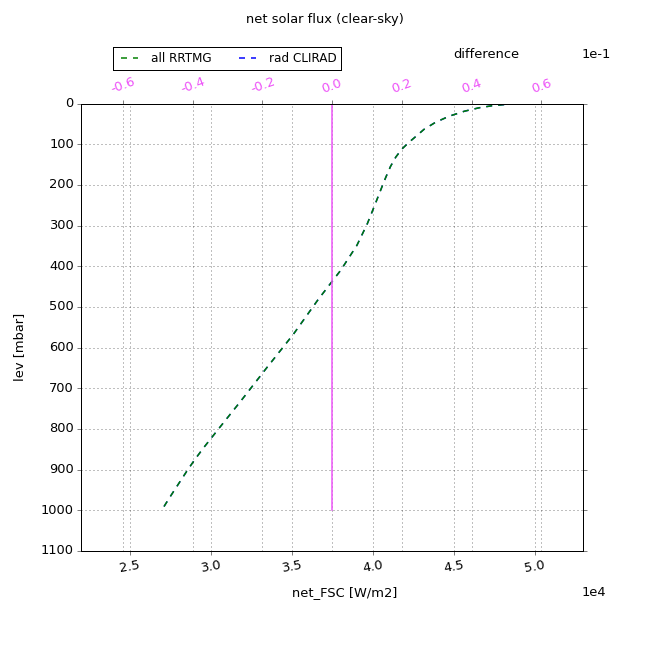 net solar flux (clear-sky)
all RRTMG rad CLIRAD difference 1e-1
-0.6 -0.4 -0.2 0.0 0.2 0.4 0.6
0
100
200
300
400
500
600
700
800
900
1000
1100
lev [mbar]
2.5 3.0 3.5 4.0 4.5 5.0
net_FSC [W/m2] 1e4